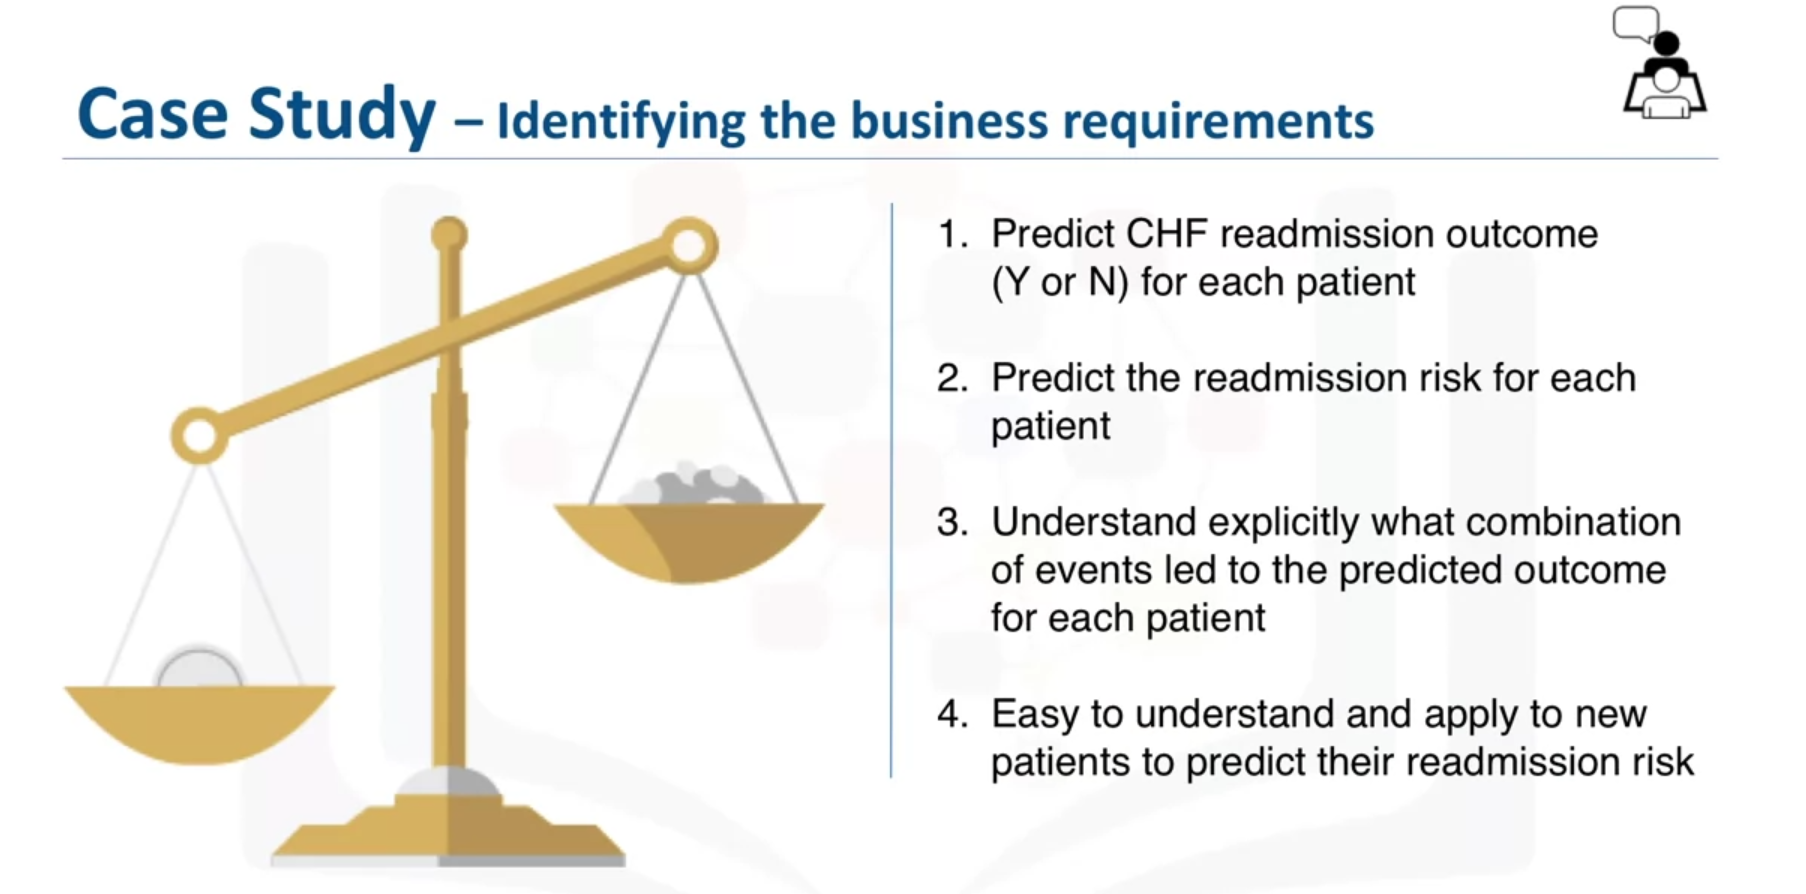 Case Study – Identifying the business requirements
1. Predict CHF readmission outcome
(Y or N) for each patient
2. Predict the readmission risk for each
patient
3. Understand explicitly what combination
of events led to the predicted outcome
for each patient
4. Easy to understand and apply to new
patients to predict their readmission risk